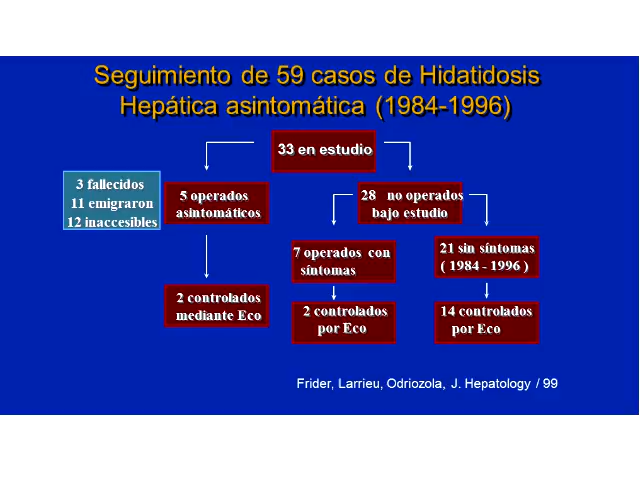 Seguimiento de 59 casos de Hidatidosis
Hepática asintomática (1984-1996)
33 en estudio
3 fallecidos
11 emigraron
12 inaccesibles
5 operados
asintomáticos
28 no operados
bajo estudio
7 operados con
síntomas
21 sin síntomas
( 1984 - 1996 )
2 controlados
mediante Eco
2 controlados
por Eco
14 controlados
por Eco
Frider, Larrieu, Odriozola, J. Hepatology / 99